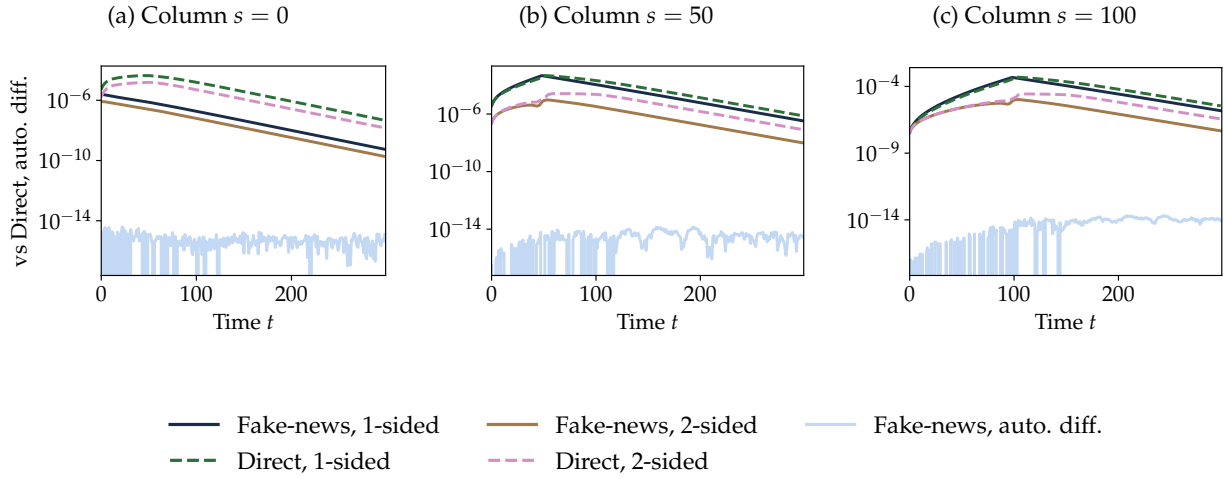 (a) Column s = 0
(b) Column s = 50
(c) Column s = 100
vs Direct, auto. diff.
10⁻⁶
10⁻¹⁰
10⁻¹⁴
0 200
Time t
10⁻⁶
10⁻¹⁰
10⁻¹⁴
0 100 200
Time t
10⁻⁴
10⁻⁹
10⁻¹⁴
0 100 200
Time t
Fake-news, 1-sided
Fake-news, 2-sided
Fake-news, auto. diff.
Direct, 1-sided
Direct, 2-sided